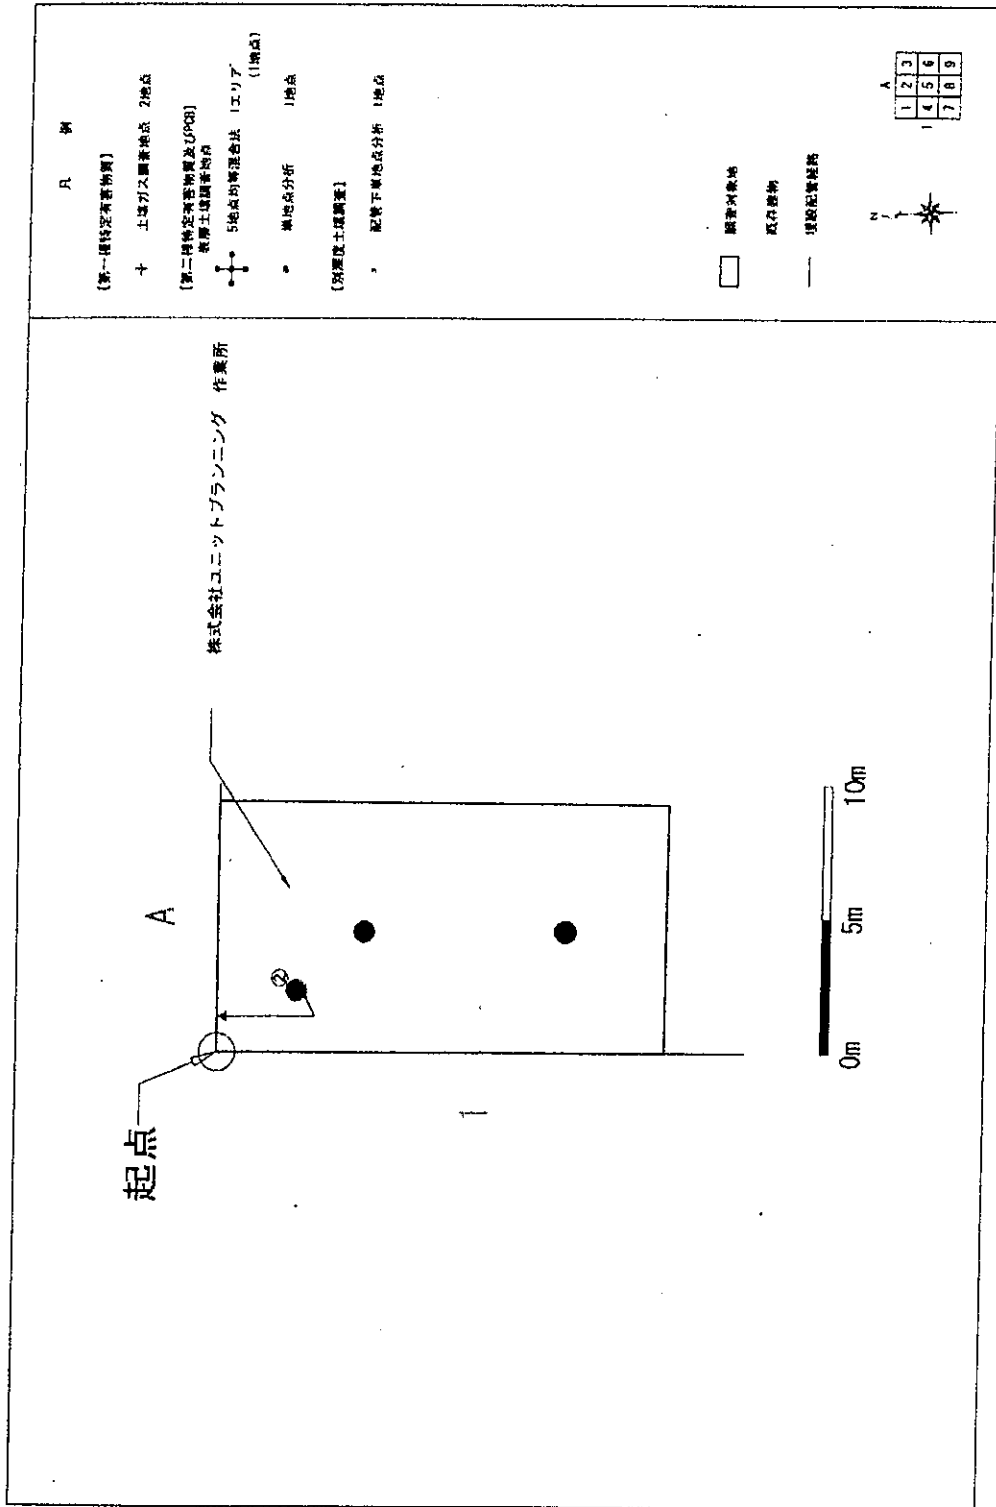 凡　例
【第一種特定有害物質】
土壌ガス調査地点 2地点
【第二種特定有害物質及びPCB】
表層土壌調査地点
5地点均等混合法 1エリア
(1地点)
単地点分析 1地点
配管下単地点分析 1地点
調査対象地
既存建物
埋設配管経路
N
A
1 2 3
1 4 5 6
7 8 9
株式会社ユニットプランニング 作業所
起点
A
②
1
0m 5m 10m